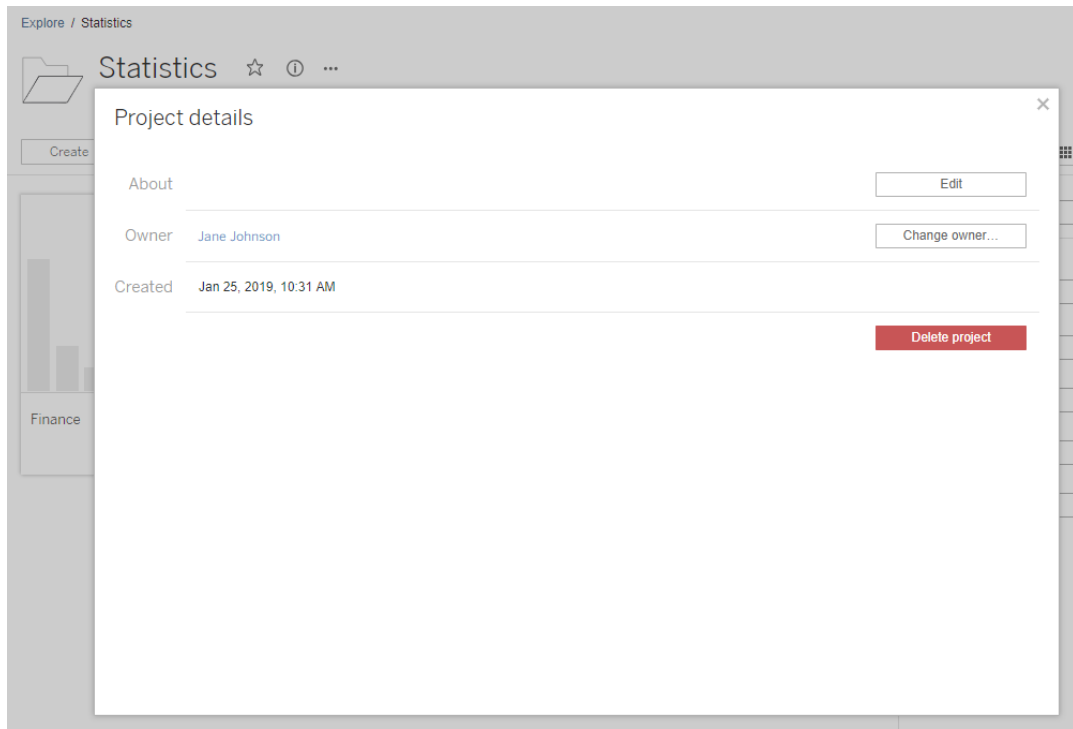 Explore / Statistics
Statistics
Project details
Create
About
Edit
Owner Jane Johnson
Change owner...
Created Jan 25, 2019, 10:31 AM
Delete project
Finance